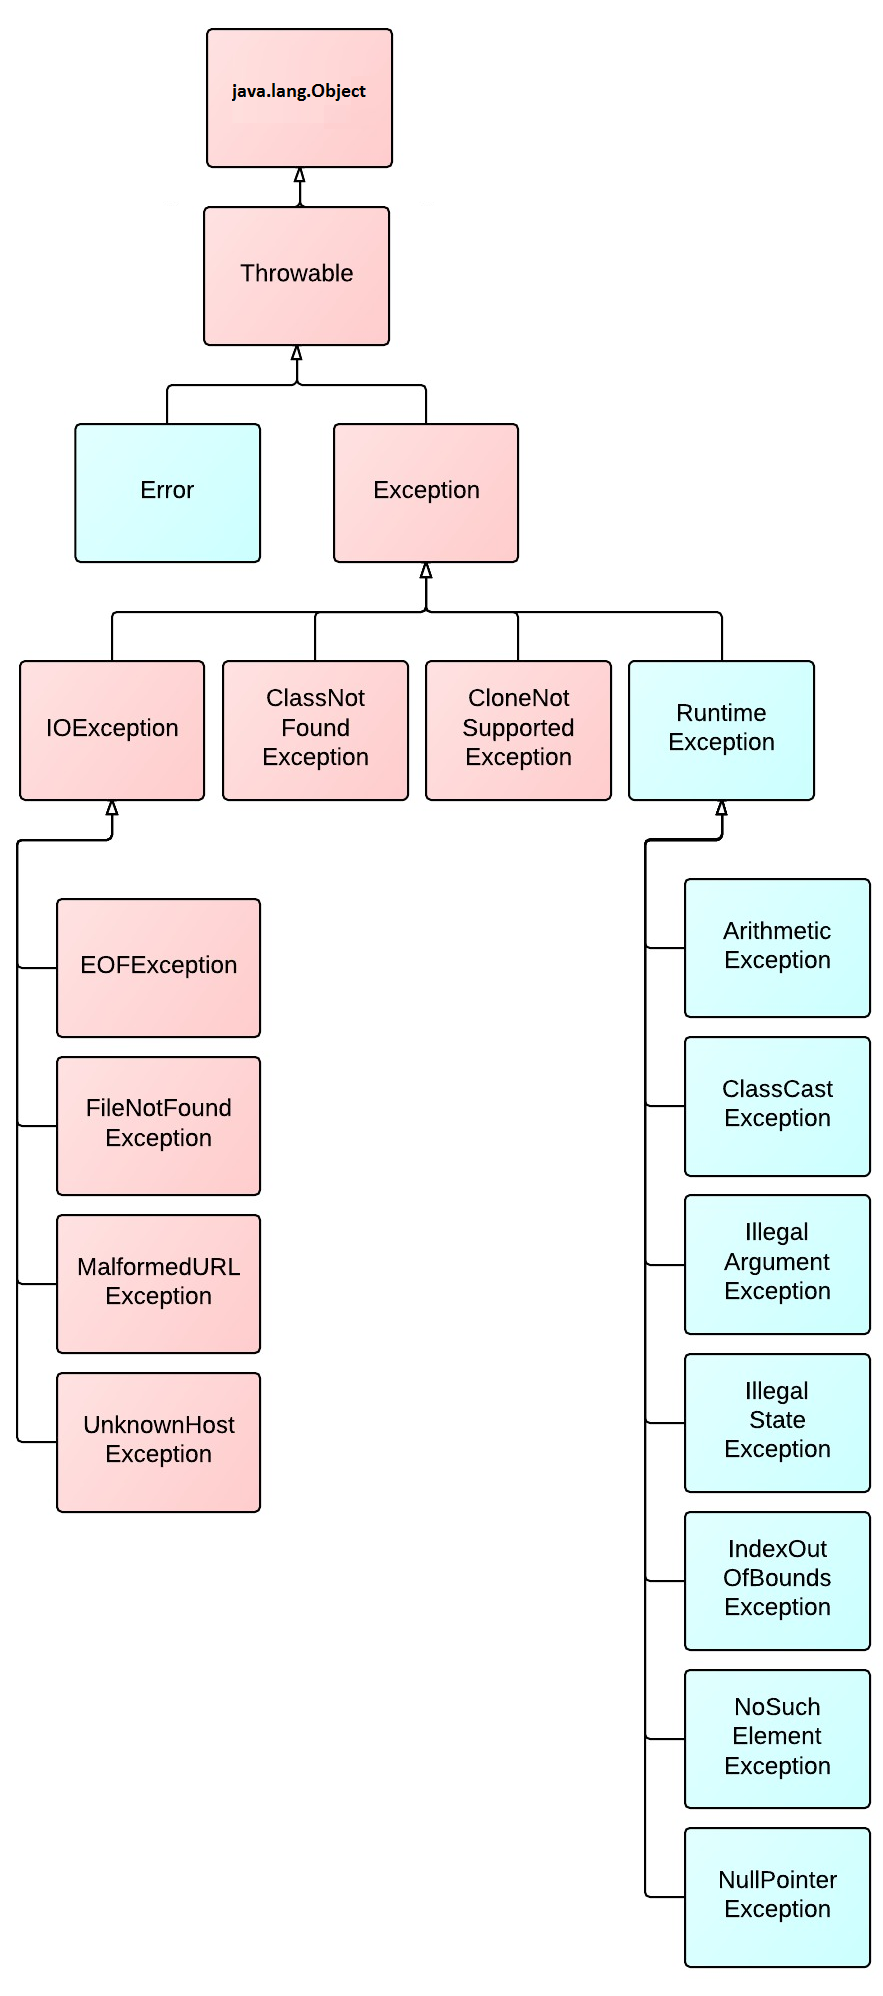 java.lang.Object
Throwable
Error
Exception
IOException
ClassNot
Found
Exception
CloneNot
Supported
Exception
Runtime
Exception
EOFException
FileNotFound
Exception
MalformedURL
Exception
UnknownHost
Exception
Arithmetic
Exception
ClassCast
Exception
Illegal
Argument
Exception
Illegal
State
Exception
IndexOut
OfBounds
Exception
NoSuch
Element
Exception
NullPointer
Exception